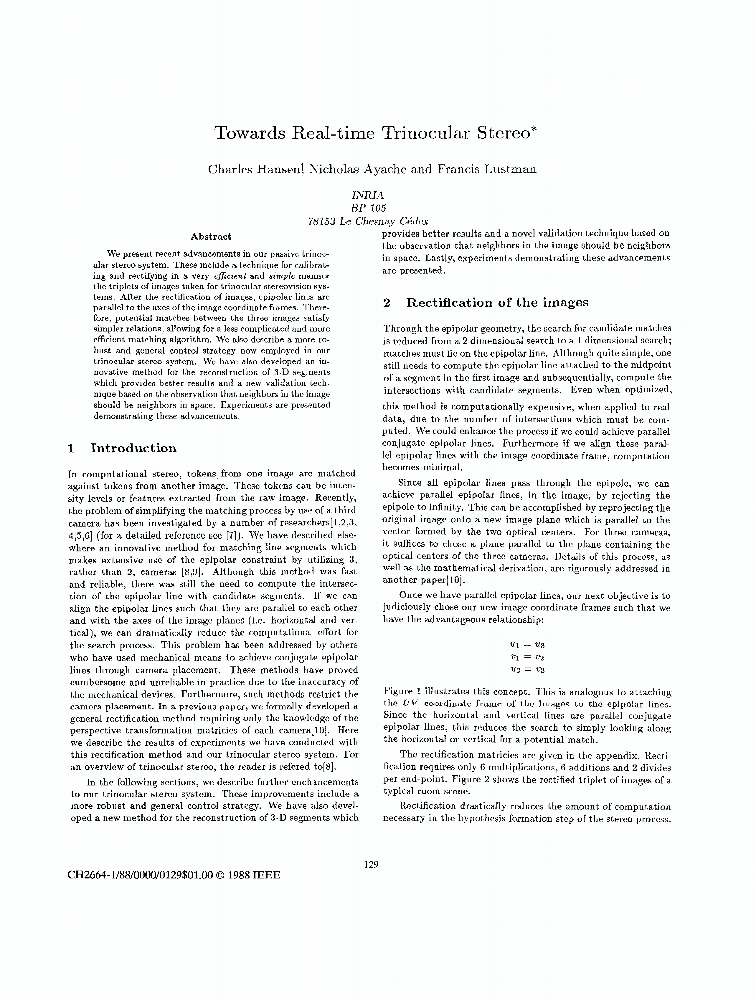 Towards Real-time Trinocular Stereo*
Charles Hansen¹ Nicholas Ayache and Francis Lustman
INRIA
BP 105
78153 Le Chesnay Cédex
Abstract
We present recent advancements in our passive trinoc-
ular stereo system. These include a technique for calibrat-
ing and rectifying in a very efficient and simple manner
the triplets of images taken for trinocular stereovision sys-
tems. After the rectification of images, epipolar lines are
parallel to the axes of the image coordinate frames. There-
fore, potential matches between the three images satisfy
simpler relations, allowing for a less complicated and more
efficient matching algorithm. We also describe a more ro-
bust and general control strategy now employed in our
trinocular stereo system. We have also developed an in-
novative method for the reconstruction of 3-D segments
which provides better results and a new validation tech-
nique based on the observation that neighbors in the image
should be neighbors in space. Experiments are presented
demonstrating these advancements.
1 Introduction
In computational stereo, tokens from one image are matched
against tokens from another image. These tokens can be inten-
sity levels or features extracted from the raw image. Recently,
the problem of simplifying the matching process by use of a third
camera has been investigated by a number of researchers[1,2,3,
4,5,6] (for a detailed reference see [7]). We have described else-
where an innovative method for matching line segments which
makes extensive use of the epipolar constraint by utilizing 3,
rather than 2, cameras [8,9]. Although this method was fast
and reliable, there was still the need to compute the intersec-
tion of the epipolar line with candidate segments. If we can
align the epipolar lines such that they are parallel to each other
and with the axes of the image planes (i.e. horizontal and ver-
tical), we can dramatically reduce the computational effort for
the search process. This problem has been addressed by others
who have used mechanical means to achieve conjugate epipolar
lines through camera placement. These methods have proved
cumbersome and unreliable in practice due to the inaccuracy of
the mechanical devices. Furthermore, such methods restrict the
camera placement. In a previous paper, we formally developed a
general rectification method requiring only the knowledge of the
perspective transformation matricies of each camera[10]. Here
we describe the results of experiments we have conducted with
this rectification method and our trinocular stereo system. For
an overview of trinocular stereo, the reader is refered to[8].
In the following sections, we describe further enchancements
to our trinocular stereo system. These improvements include a
more robust and general control strategy. We have also devel-
oped a new method for the reconstruction of 3-D segments which
provides better results and a novel validation technique based on
the observation that neighbors in the image should be neighbors
in space. Lastly, experiments demonstrating these advancements
are presented.
2 Rectification of the images
Through the epipolar geometry, the search for candidate matches
is reduced from a 2 dimensional search to a 1 dimensional search;
matches must lie on the epipolar line. Although quite simple, one
still needs to compute the epipolar line attached to the midpoint
of a segment in the first image and subsequentially, compute the
intersections with candidate segments. Even when optimized,
this method is computationally expensive, when applied to real
data, due to the number of intersections which must be com-
puted. We could enhance the process if we could achieve parallel
conjugate epipolar lines. Furthermore if we align those paral-
lel epipolar lines with the image coordinate frame, computation
becomes minimal.
Since all epipolar lines pass through the epipole, we can
achieve parallel epipolar lines, in the image, by rejecting the
epipole to infinity. This can be accomplished by reprojecting the
original image onto a new image plane which is parallel to the
vector formed by the two optical centers. For three cameras,
it suffices to chose a plane parallel to the plane containing the
optical centers of the three cameras. Details of this process, as
well as the mathematical derivation, are rigorously addressed in
another paper[10].
Once we have parallel epipolar lines, our next objective is to
judiciously chose our new image coordinate frames such that we
have the advantageous relationship:
u₁ = u₃
v₁ = v₂
u₂ = v₃
Figure 1 illustrates this concept. This is analogous to attaching
the UV coordinate frame of the images to the epipolar lines.
Since the horizontal and vertical lines are parallel conjugate
epipolar lines, this reduces the search to simply looking along
the horizontal or vertical for a potential match.
The rectification matricies are given in the appendix. Recti-
fication requires only 6 multiplications, 6 additions and 2 divides
per end-point. Figure 2 shows the rectified triplet of images of a
typical room scene.
Rectification drastically reduces the amount of computation
necessary in the hypothesis formation step of the stereo process.
129
CH2664-1/88/0000/0129$01.00 © 1988 IEEE